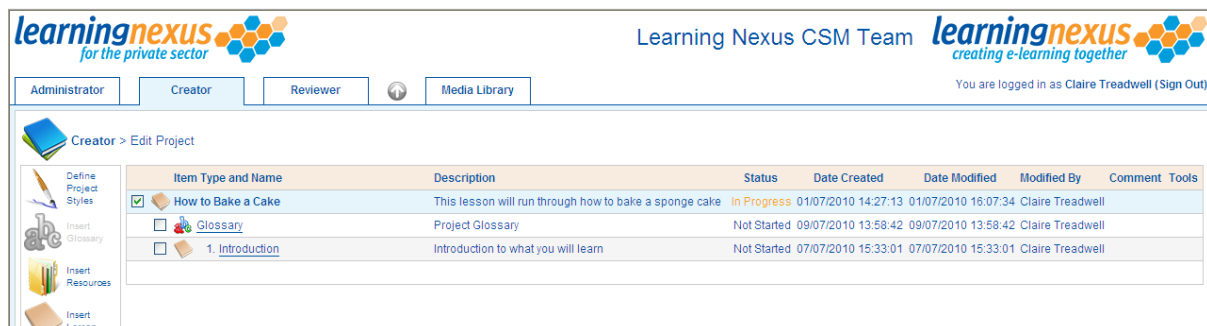 learningnexus
for the private sector
Learning Nexus CSM Team
learningnexus
creating e-learning together
Administrator Creator Reviewer Media Library
You are logged in as Claire Treadwell (Sign Out)
Creator > Edit Project
Define
Project
Styles
Insert
Glossary
Insert
Resources
Insert
Item Type and Name Description Status Date Created Date Modified Modified By Comment Tools
How to Bake a Cake This lesson will run through how to bake a sponge cake In Progress 01/07/2010 14:27:13 01/07/2010 16:07:34 Claire Treadwell
abc Glossary Project Glossary Not Started 09/07/2010 13:58:42 09/07/2010 13:58:42 Claire Treadwell
1. Introduction Introduction to what you will learn Not Started 07/07/2010 15:33:01 07/07/2010 15:33:01 Claire Treadwell